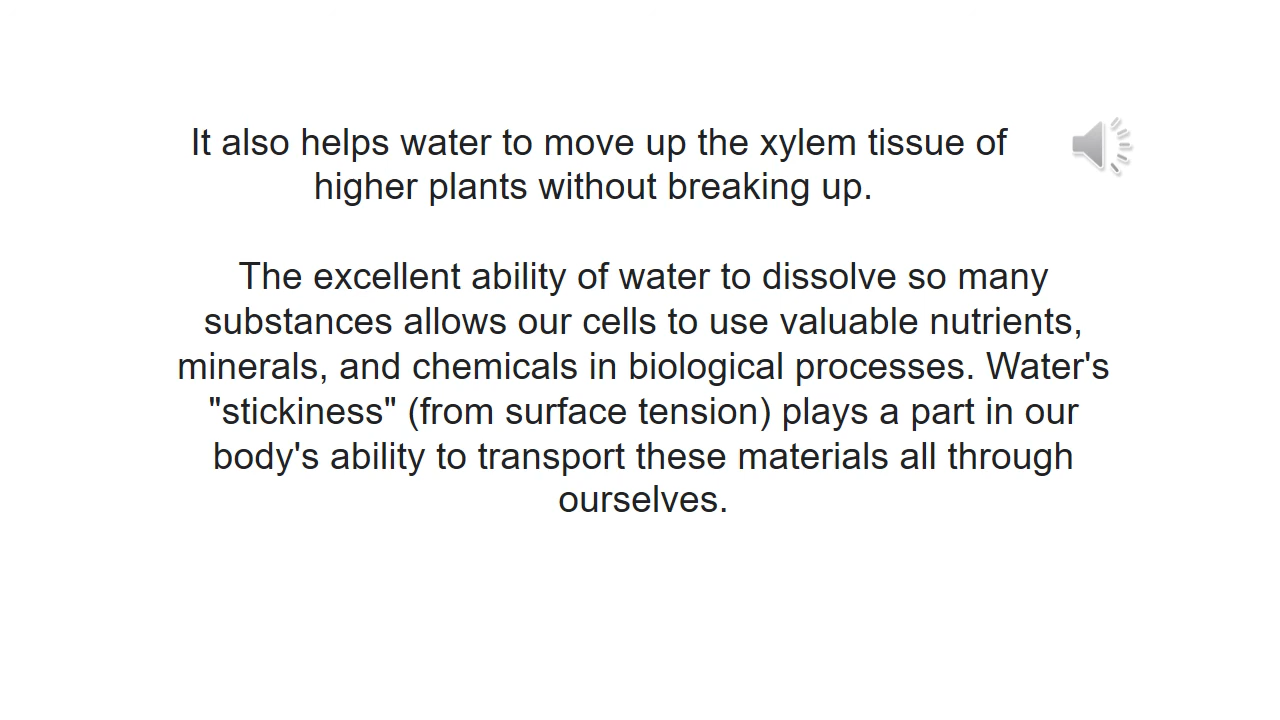 It also helps water to move up the xylem tissue of
higher plants without breaking up.
The excellent ability of water to dissolve so many
substances allows our cells to use valuable nutrients,
minerals, and chemicals in biological processes. Water's
"stickiness" (from surface tension) plays a part in our
body's ability to transport these materials all through
ourselves.